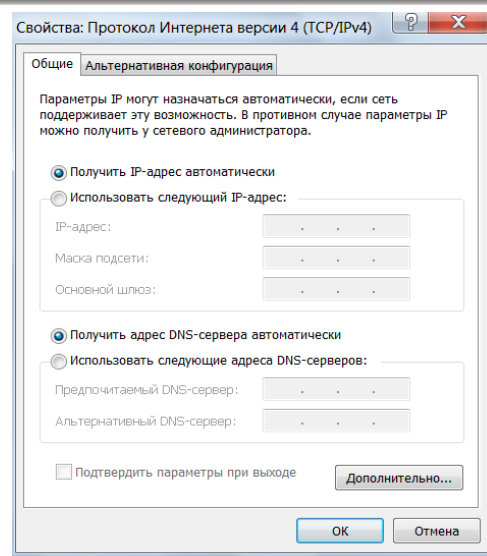 Свойства: Протокол Интернета версии 4 (TCP/IPv4)
Общие
Альтернативная конфигурация
Параметры IP могут назначаться автоматически, если сеть
поддерживает эту возможность. В противном случае параметры IP
можно получить у сетевого администратора.
Получить IP-адрес автоматически
Использовать следующий IP-адрес:
IP-адрес:
Маска подсети:
Основной шлюз:
Получить адрес DNS-сервера автоматически
Использовать следующие адреса DNS-серверов:
Предпочитаемый DNS-сервер:
Альтернативный DNS-сервер:
Подтвердить параметры при выходе
Дополнительно...
ОК
Отмена